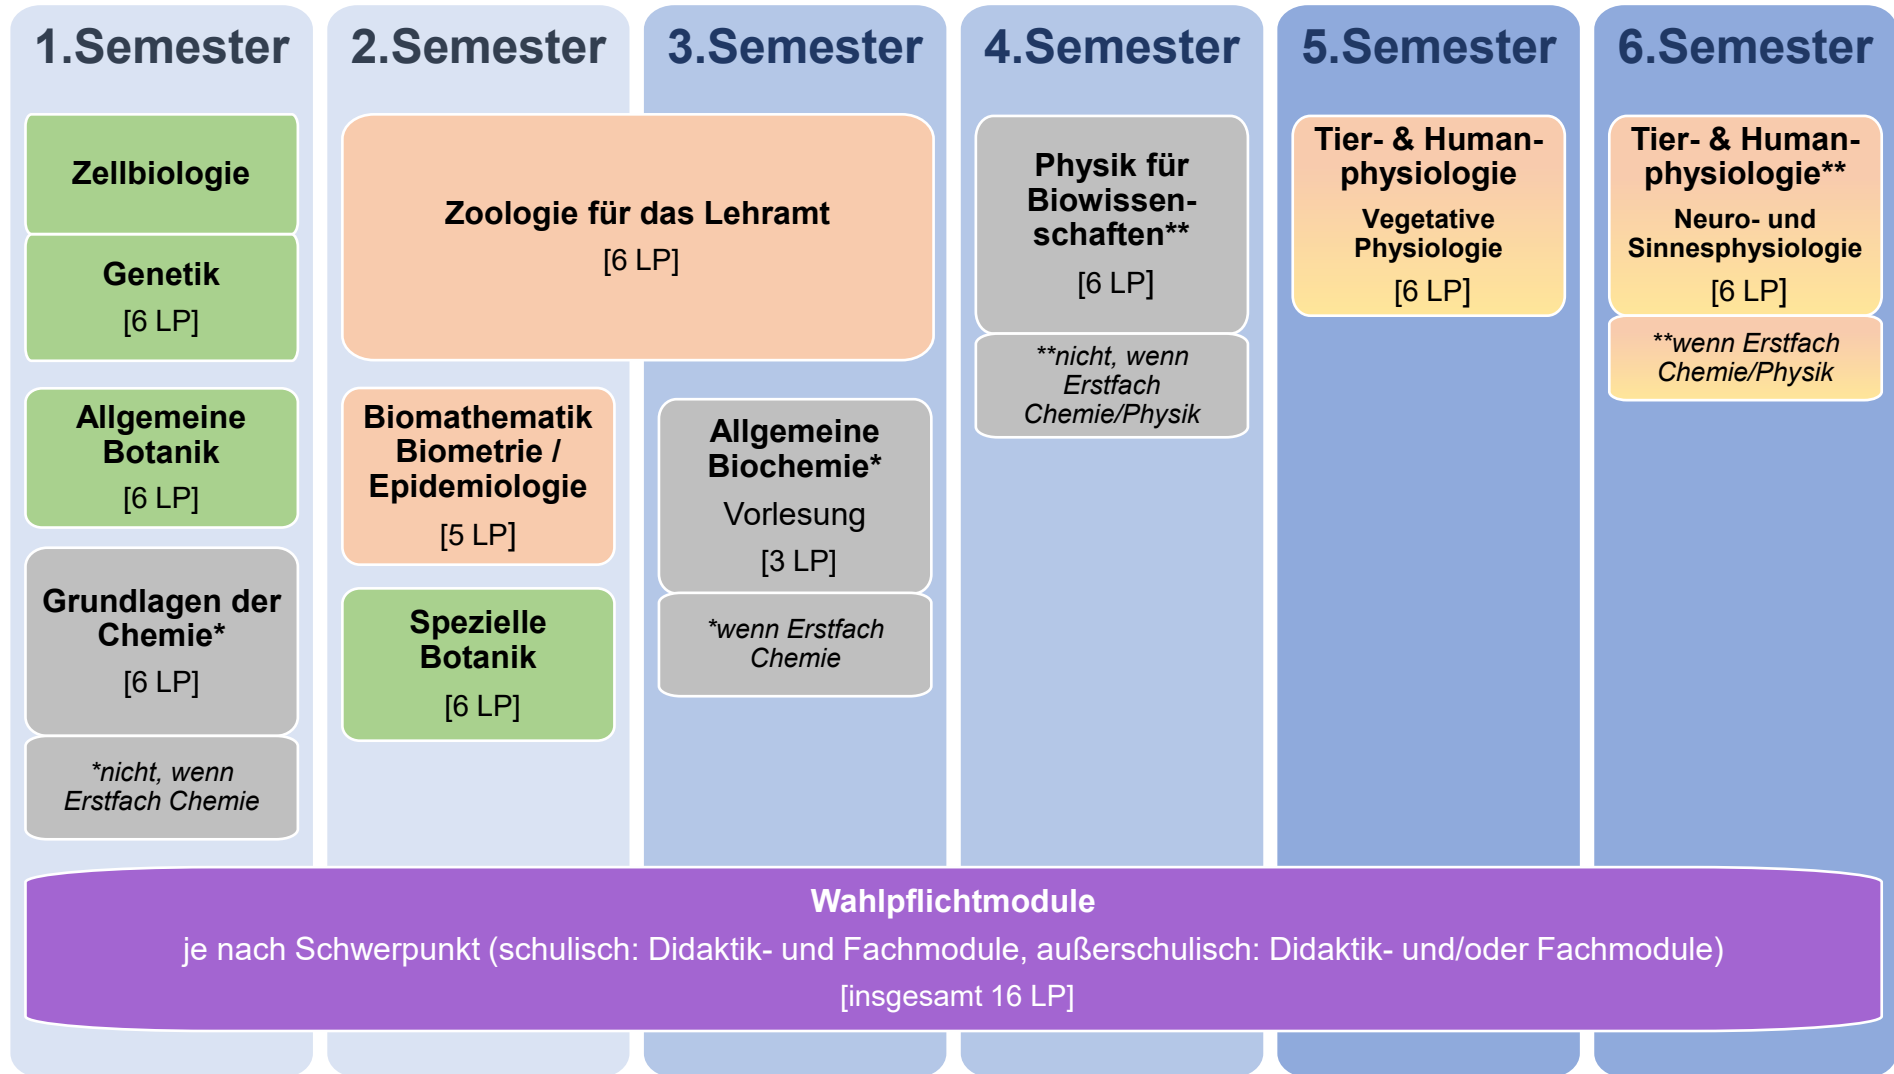 1.Semester
2.Semester
3.Semester
4.Semester
5.Semester
6.Semester
Zellbiologie
Genetik
[6 LP]
Allgemeine
Botanik
[6 LP]
Grundlagen der
Chemie*
[6 LP]
*nicht, wenn
Erstfach Chemie
Zoologie für das Lehramt
[6 LP]
Biomathematik
Biometrie /
Epidemiologie
[5 LP]
Spezielle
Botanik
[6 LP]
Allgemeine
Biochemie*
Vorlesung
[3 LP]
*wenn Erstfach
Chemie
Physik für
Biowissen-
schaften**
[6 LP]
**nicht, wenn
Erstfach
Chemie/Physik
Tier- & Human-
physiologie
Vegetative
Physiologie
[6 LP]
Tier- & Human-
physiologie**
Neuro- und
Sinnesphysiologie
[6 LP]
**wenn Erstfach
Chemie/Physik
Wahlpflichtmodule
je nach Schwerpunkt (schulisch: Didaktik- und Fachmodule, außerschulisch: Didaktik- und/oder Fachmodule)
[insgesamt 16 LP]